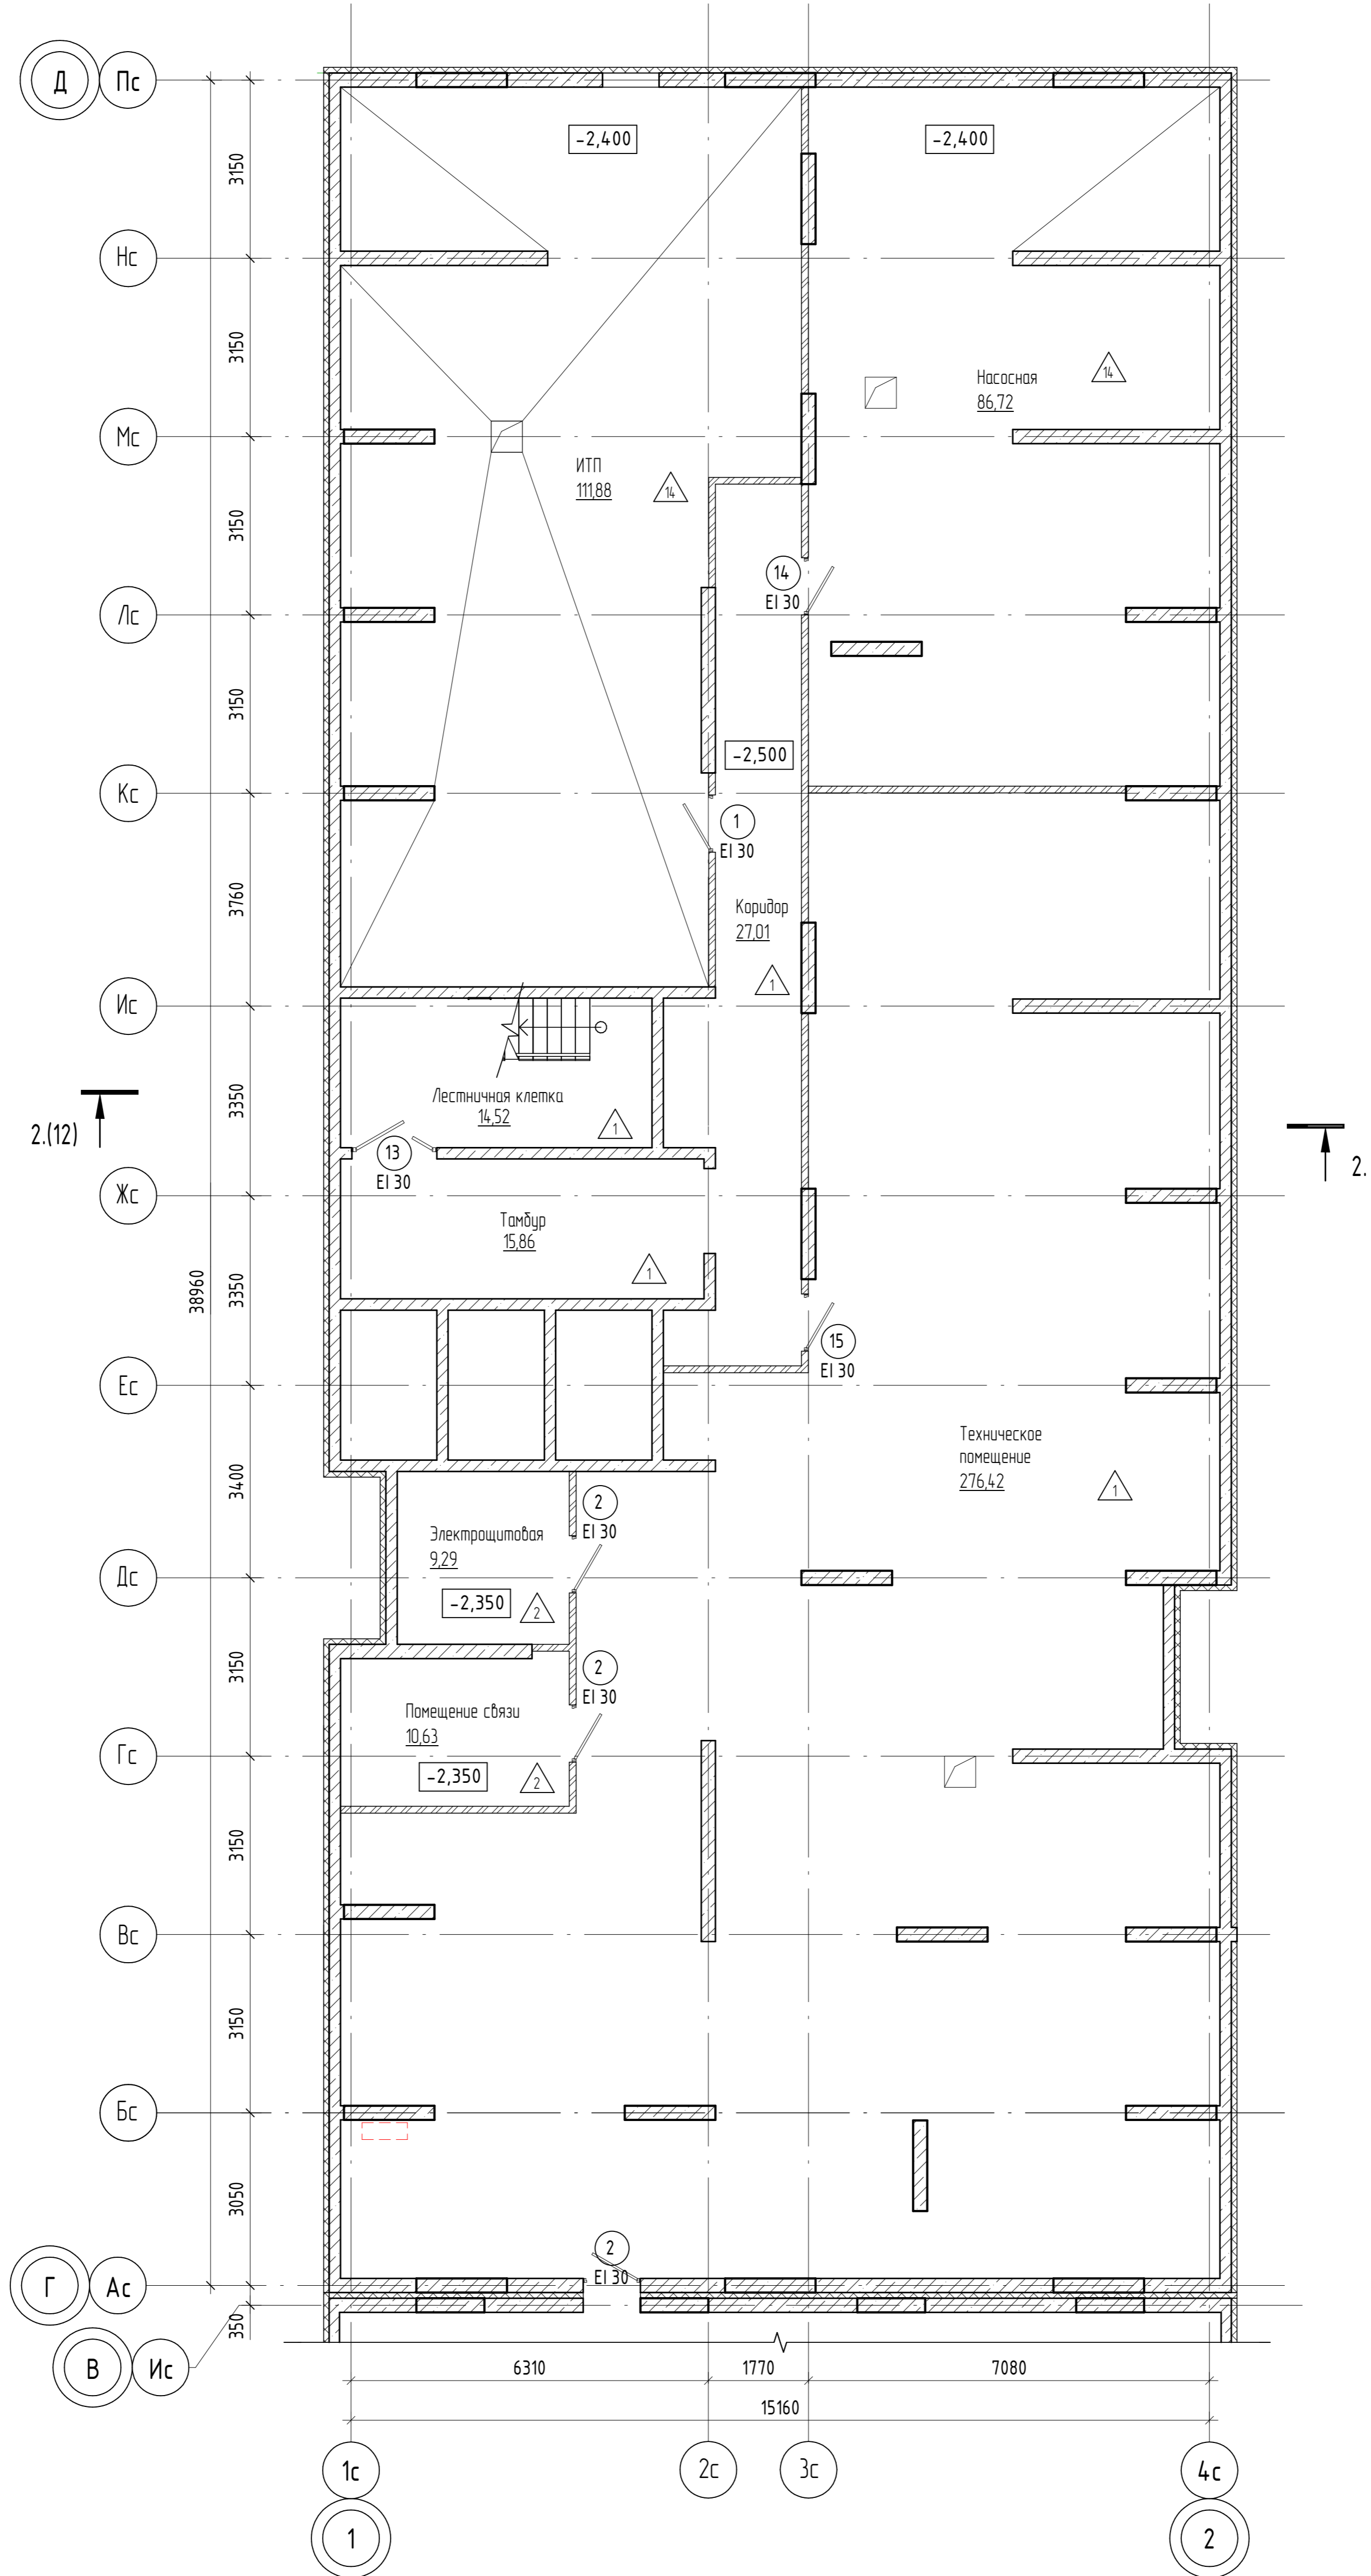 Д
Пс
-2,400
-2,400
3150
Нс
3150
Насосная
86,72
14
Мс
ИТП
111,88
14
3150
14
EI 30
Лс
3150
-2,500
Кс
1
EI 30
3760
Коридор
27,01
1
Ис
3350
Лестничная клетка
14,52
1
2.(12)
2.
13
EI 30
Жс
Тамбур
15,86
1
38960
3350
15
EI 30
Ес
Техническое
помещение
276,42
1
3400
2
EI 30
Электрощитовая
9,29
Дс
-2,350
2
3150
2
EI 30
Помещение связи
10,63
Гс
-2,350
2
3150
Вс
3150
Бс
3050
2
EI 30
Г
Ас
350
В
Ис
6310
1770
7080
15160
1с
2с
3с
4с
1
2